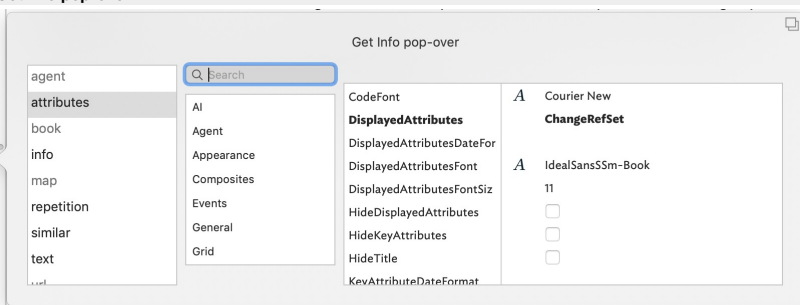 Get Info pop-over
agent
attributes
book
info
map
repetition
similar
text
url
Search
AI
Agent
Appearance
Composites
Events
General
Grid
CodeFont A Courier New
DisplayedAttributes ChangeRefSet
DisplayedAttributesDateFor
DisplayedAttributesFont A IdealSansSSm-Book
DisplayedAttributesFontSiz 11
HideDisplayedAttributes
HideKeyAttributes
HideTitle
KeyAttributeDateFormat